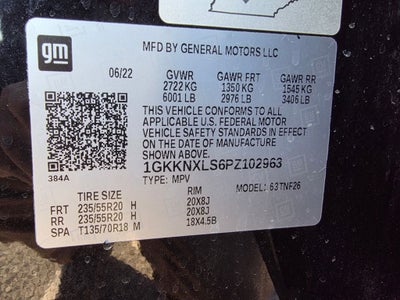 gm
MFD BY GENERAL MOTORS LLC
06/22 GVWR GAWR FRT GAWR RR
2722 KG 1350 KG 1545 KG
6001 LB 2976 LB 3406 LB
THIS VEHICLE CONFORMS TO ALL
APPLICABLE U.S. FEDERAL MOTOR
VEHICLE SAFETY STANDARDS IN EFFECT
ON THE DATE OF MANUFACTURE
SHOWN ABOVE.
384A 1GKKNXLS6PZ102963
TYPE: MPV
MODEL: 63TNF26
TIRE SIZE RIM
FRT 235/55R20 H 20X8J
RR 235/55R20 H 20X8J
SPA T135/70R18 M 18X4.5B